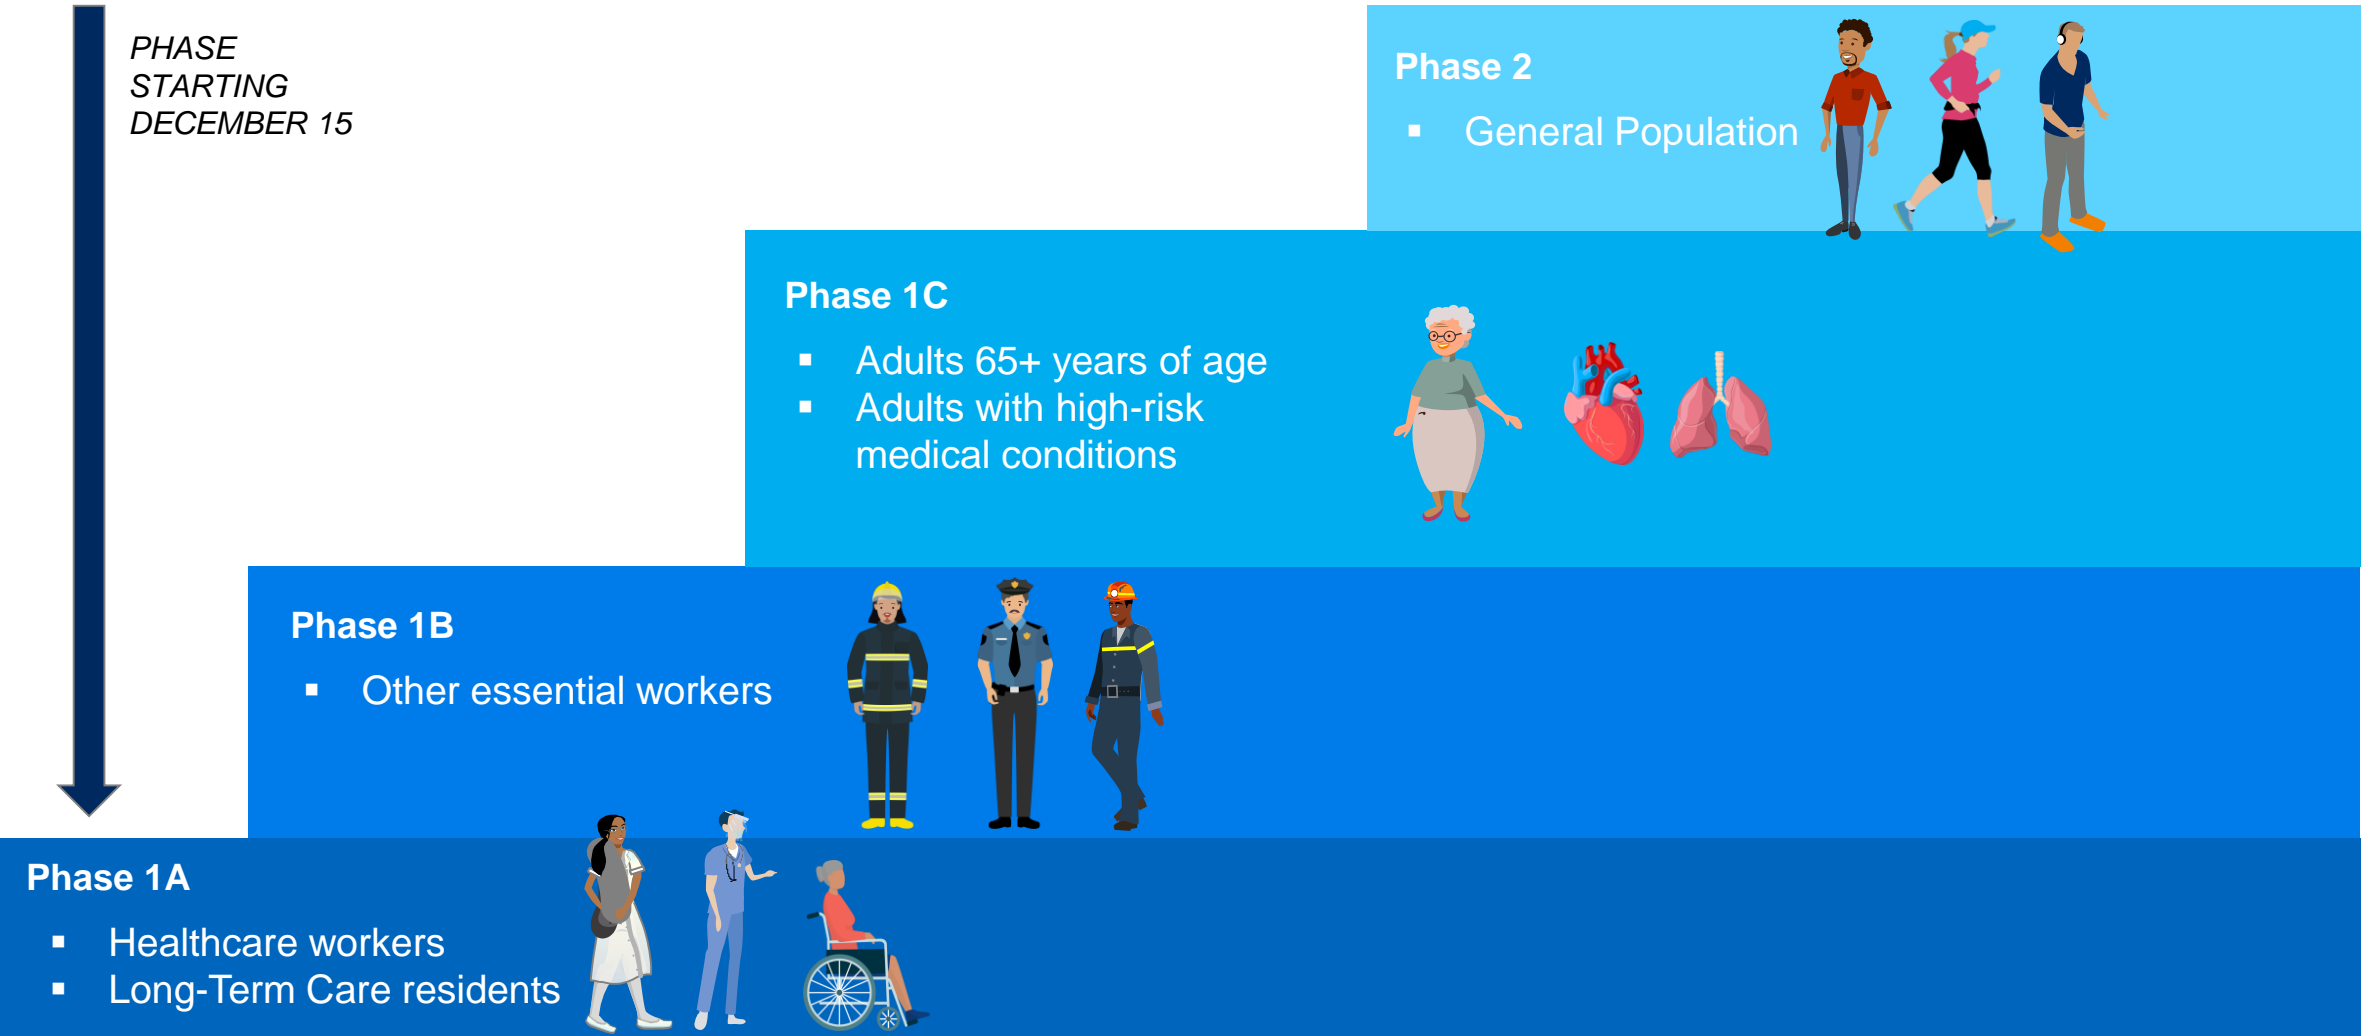 PHASE
STARTING
DECEMBER 15
Phase 2
▪ General Population
Phase 1C
▪ Adults 65+ years of age
▪ Adults with high-risk
medical conditions
Phase 1B
▪ Other essential workers
Phase 1A
▪ Healthcare workers
▪ Long-Term Care residents